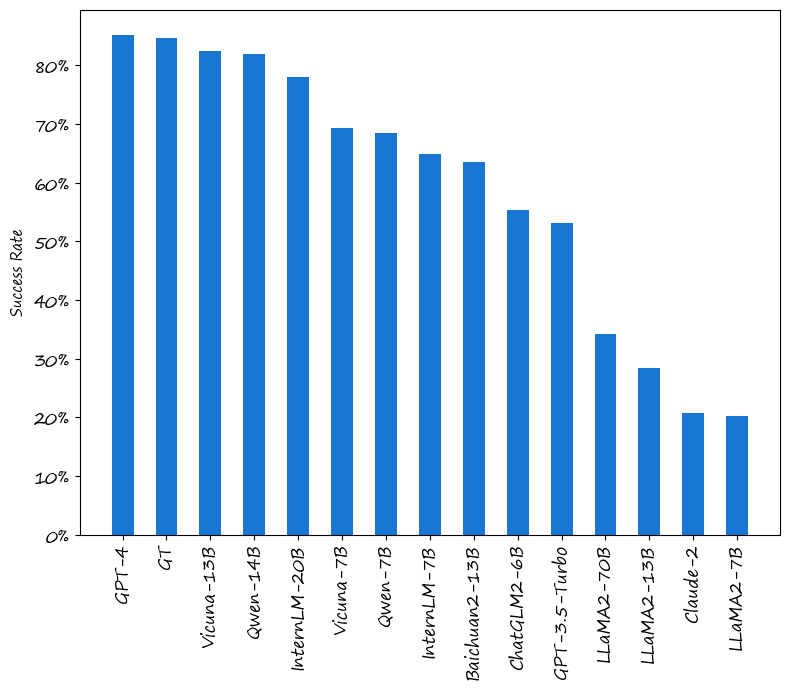 Success Rate
80%
70%
60%
50%
40%
30%
20%
10%
0%
GPT-4
GT
Vicuna-13B
Qwen-14B
InternLM-20B
Vicuna-7B
Qwen-7B
InternLM-7B
Baichuan2-13B
ChatGLM2-6B
GPT-3.5-Turbo
LLaMA2-70B
LLaMA2-13B
Claude-2
LLaMA2-7B